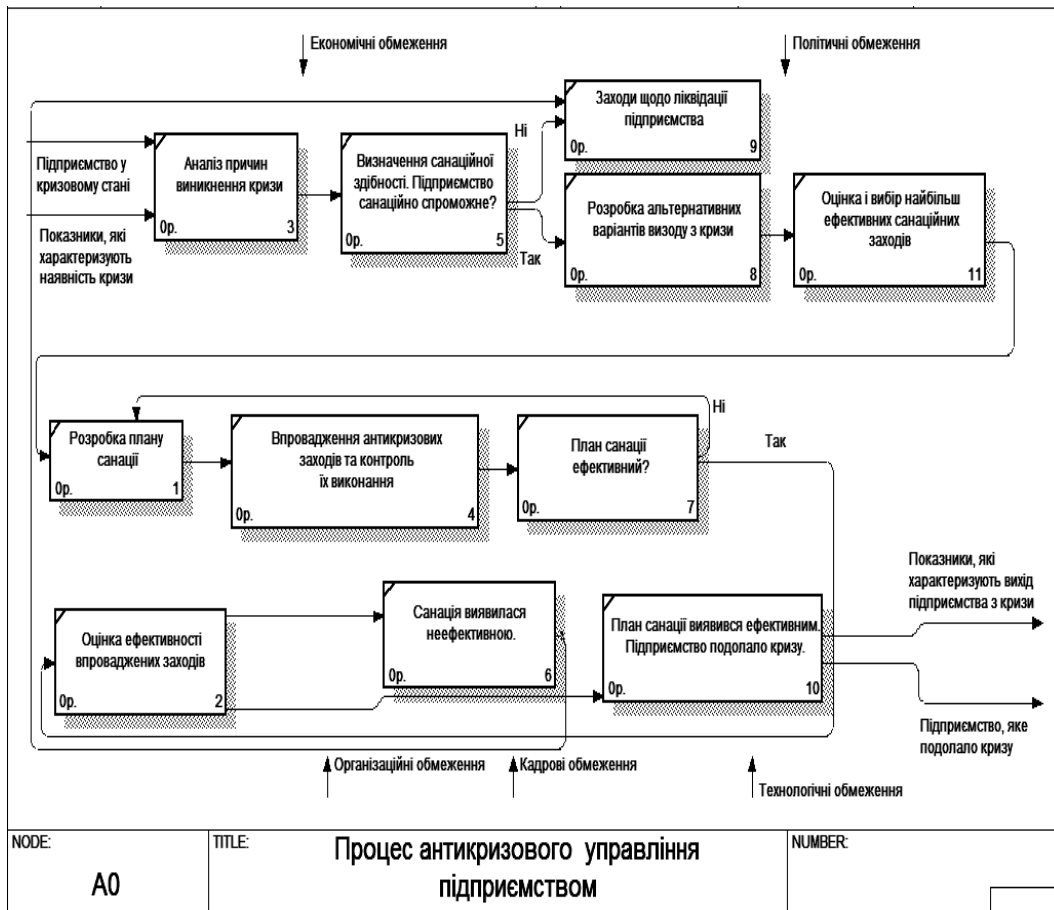 Економічні обмеження
Політичні обмеження
Підприємство у
кризовому стані
Показники, які
характеризують
наявність кризи
Аналіз причин
виникнення кризи
0р.
3
Визначення санаційної
здібності. Підприємство
санаційно спроможне?
0р.
5
Ні
Так
Заходи щодо ліквідації
підприємства
0р.
9
Розробка альтернативних
варіантів визоду з кризи
0р.
8
Оцінка і вибір найбільш
ефективних санаційних
заходів
0р.
11
Розробка плану
санації
0р.
1
Впровадження антикризових
заходів та контроль
їх виконання
0р.
4
План санації
ефективний?
0р.
7
Ні
Так
Оцінка ефективності
впроваджених заходів
0р.
2
Санація виявилася
неефективною.
0р.
6
План санації виявився ефективним.
Підприємство подолало кризу.
0р.
10
Показники, які
характеризують вихід
підприємства з кризи
Підприємство, яке
подолало кризу
Організаційні обмеження
Кадрові обмеження
Технологічні обмеження
NODE:
A0
TITLE:
Процес антикризового управління
підприємством
NUMBER: